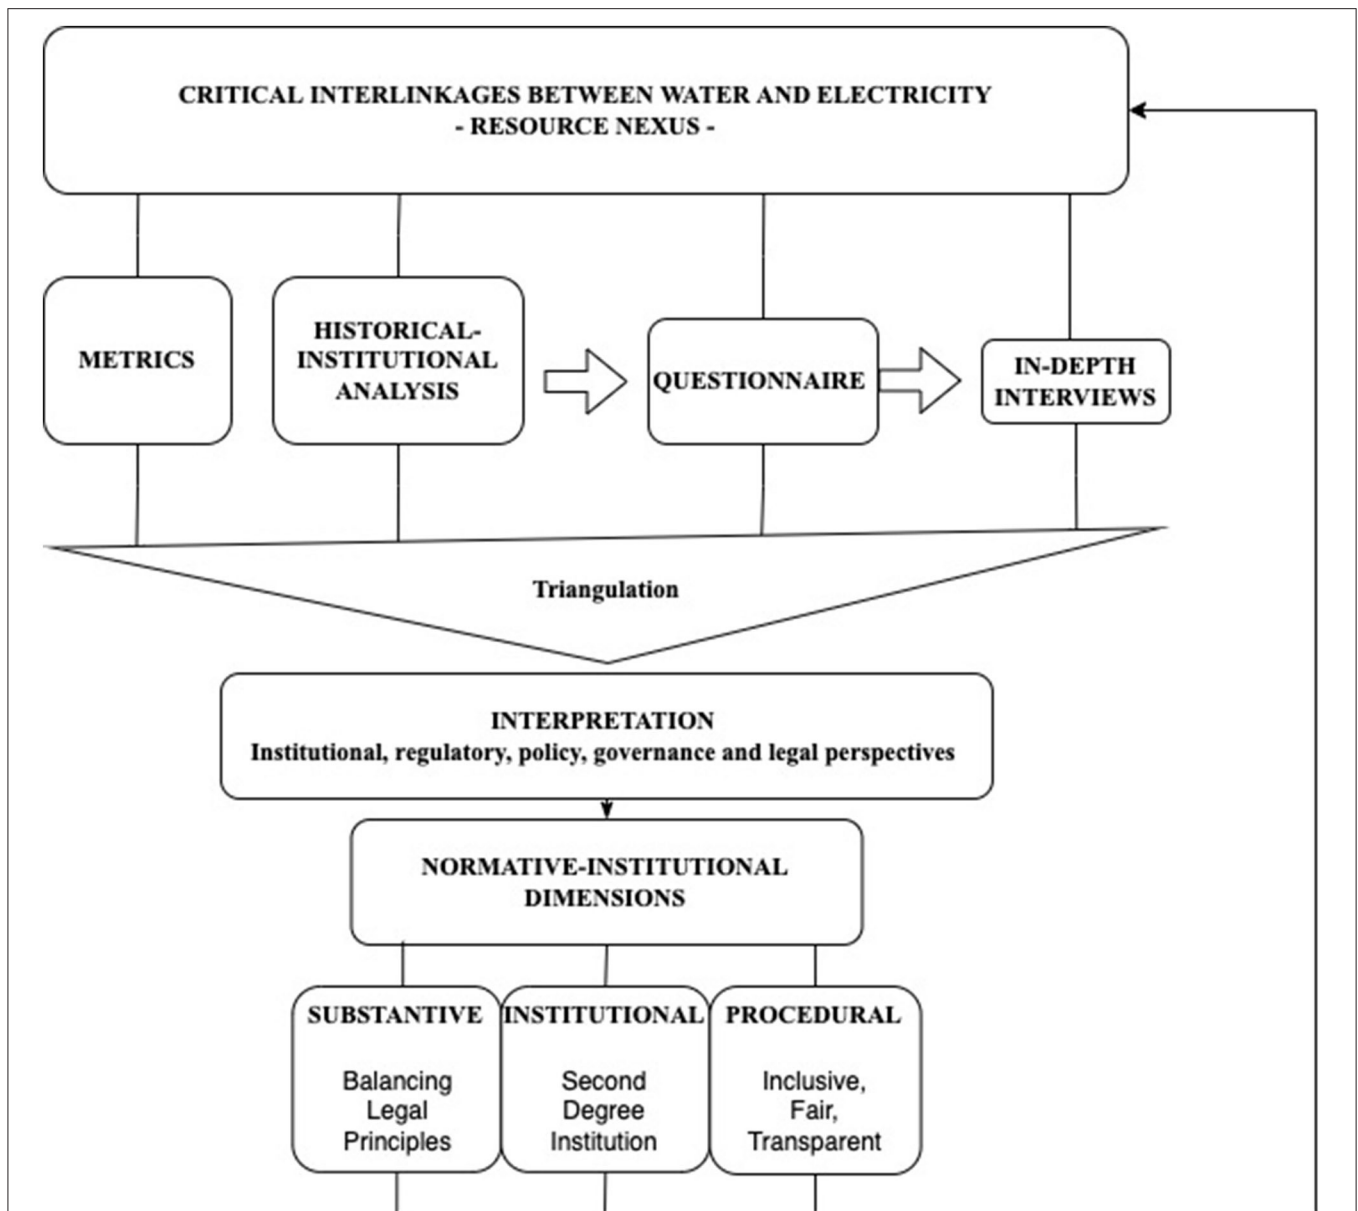 CRITICAL INTERLINKAGES BETWEEN WATER AND ELECTRICITY
- RESOURCE NEXUS -
METRICS
HISTORICAL-
INSTITUTIONAL
ANALYSIS
QUESTIONNAIRE
IN-DEPTH
INTERVIEWS
Triangulation
INTERPRETATION
Institutional, regulatory, policy, governance and legal perspectives
NORMATIVE-INSTITUTIONAL
DIMENSIONS
SUBSTANTIVE
Balancing
Legal
Principles
INSTITUTIONAL
Second
Degree
Institution
PROCEDURAL
Inclusive,
Fair,
Transparent